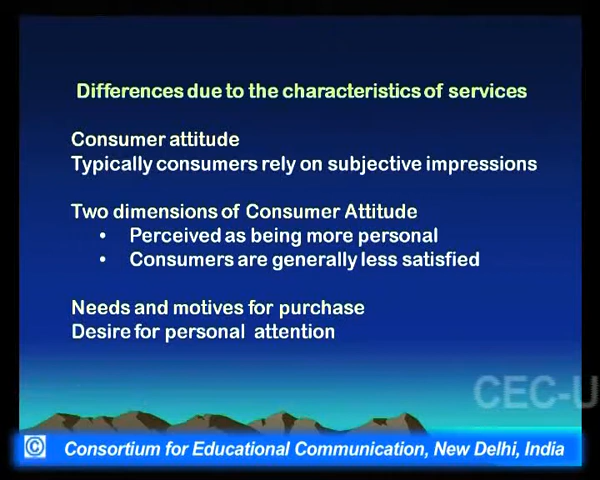 Differences due to the characteristics of services
Consumer attitude
Typically consumers rely on subjective impressions
Two dimensions of Consumer Attitude
• Perceived as being more personal
• Consumers are generally less satisfied
Needs and motives for purchase
Desire for personal attention
CEC-U
© Consortium for Educational Communication, New Delhi, India